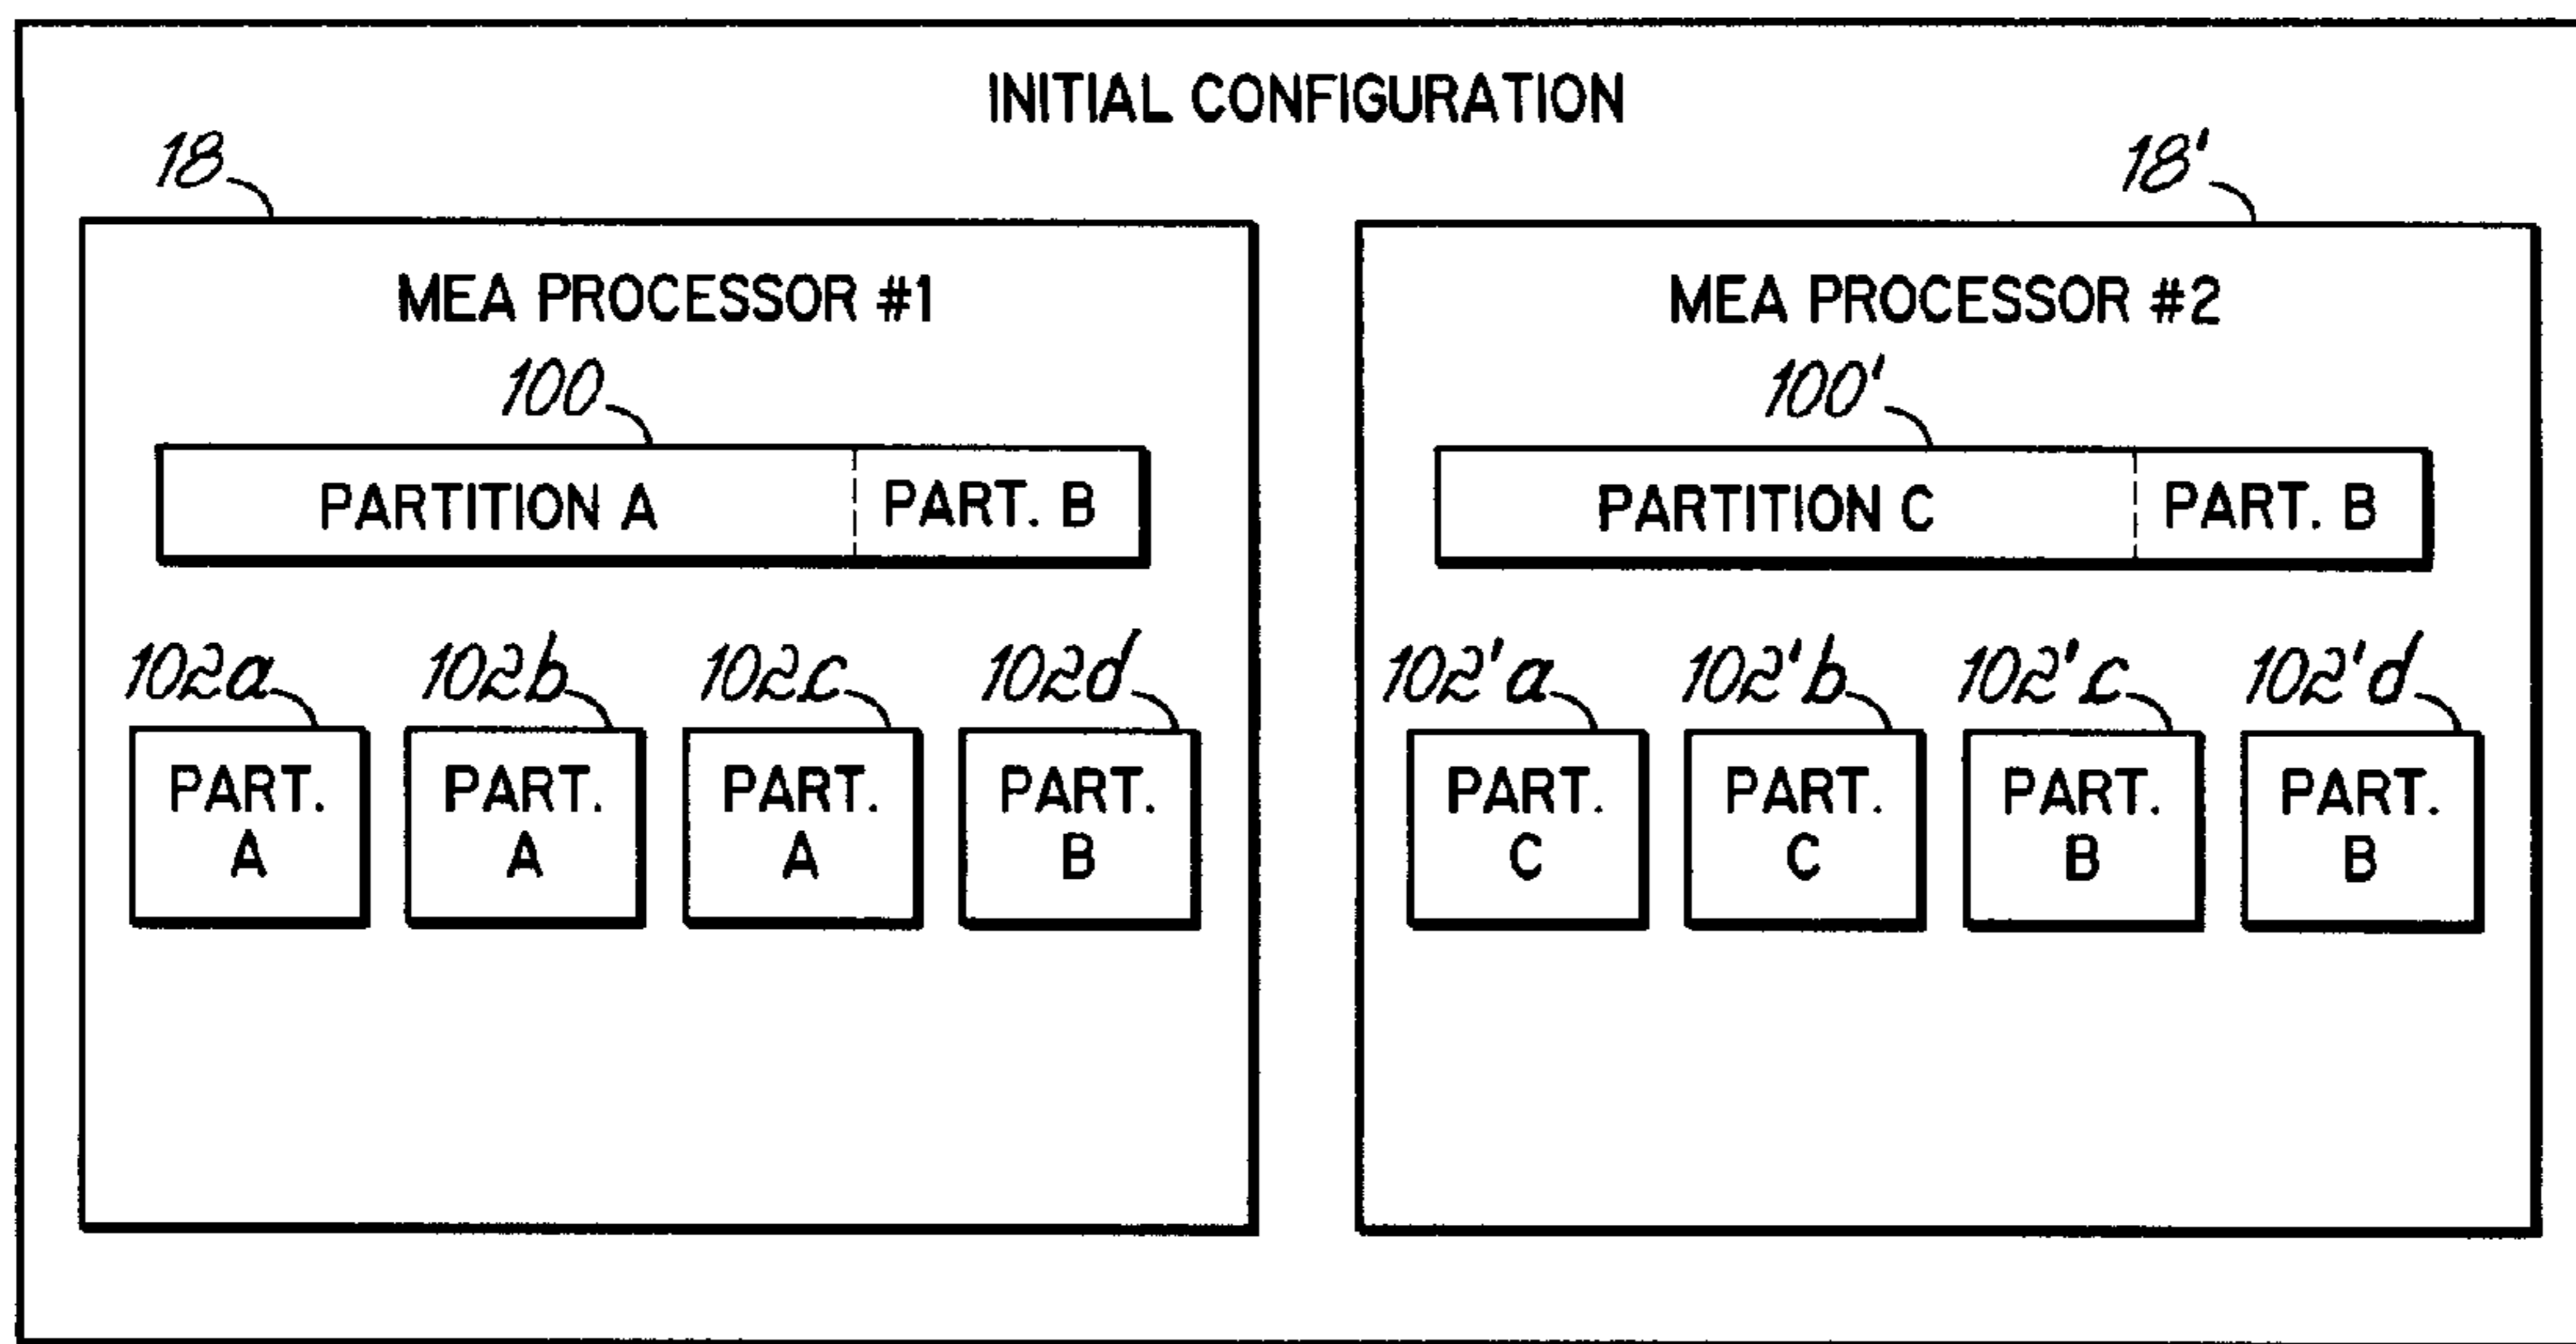 INITIAL CONFIGURATION
18
18'
MEA PROCESSOR #1
100
PARTITION A
PART. B
102a
102b
102c
102d
PART.
A
PART.
A
PART.
A
PART.
B
MEA PROCESSOR #2
100'
PARTITION C
PART. B
102'a
102'b
102'c
102'd
PART.
C
PART.
C
PART.
B
PART.
B